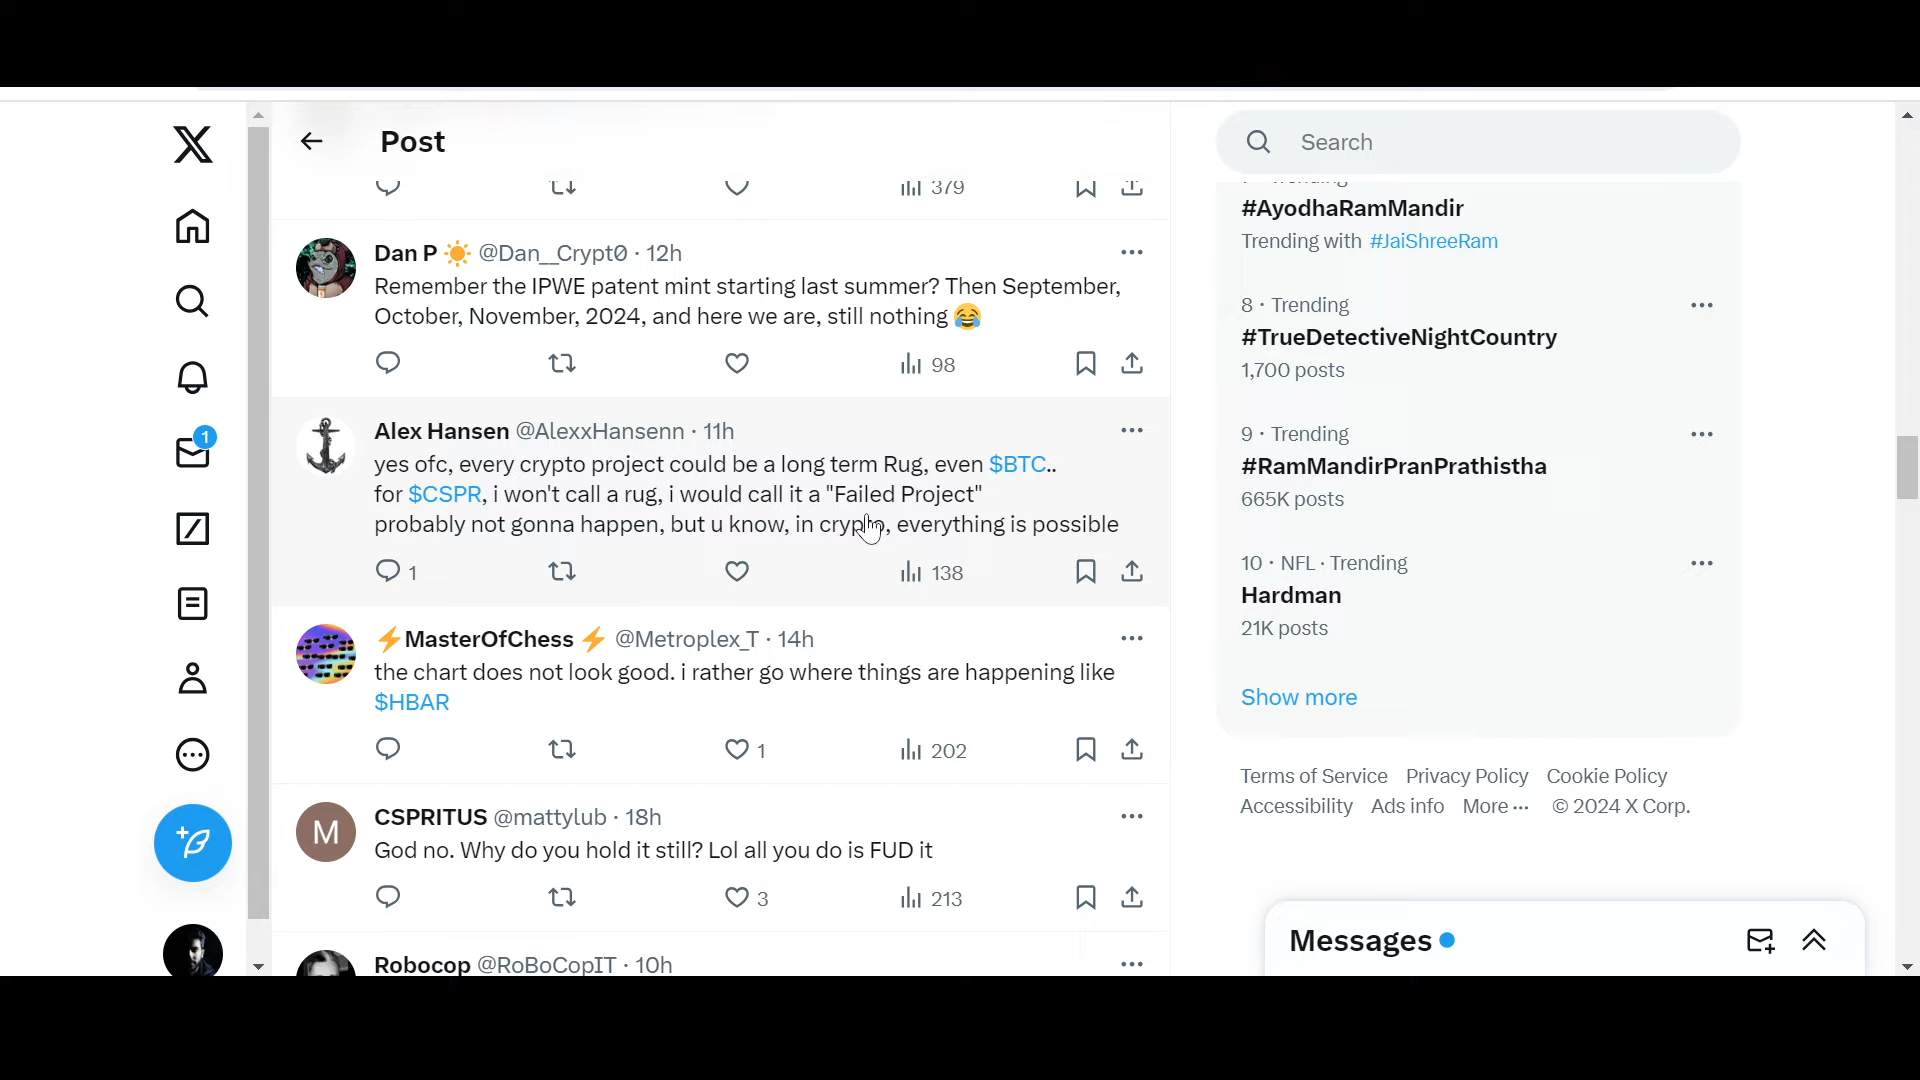 Post
Search
379
Trending
#AyodhaRamMandir
Trending with #JaiShreeRam
Dan P ☀️ @Dan__Crypt0 · 12h
Remember the IPWE patent mint starting last summer? Then September,
October, November, 2024, and here we are, still nothing 😂
98
8 · Trending
#TrueDetectiveNightCountry
1,700 posts
Alex Hansen @AlexxHansenn · 11h
yes ofc, every crypto project could be a long term Rug, even $BTC..
for $CSPR, i won't call a rug, i would call it a "Failed Project"
probably not gonna happen, but u know, in crypto, everything is possible
1
138
9 · Trending
#RamMandirPranPrathistha
665K posts
1
10 · NFL · Trending
Hardman
21K posts
Show more
⚡MasterOfChess ⚡ @Metroplex_T · 14h
the chart does not look good. i rather go where things are happening like
$HBAR
1
202
Terms of Service Privacy Policy Cookie Policy
Accessibility Ads info More ··· © 2024 X Corp.
M
CSPRITUS @mattylub · 18h
God no. Why do you hold it still? Lol all you do is FUD it
3
213
Messages
Robocop @RoBoCopIT · 10h